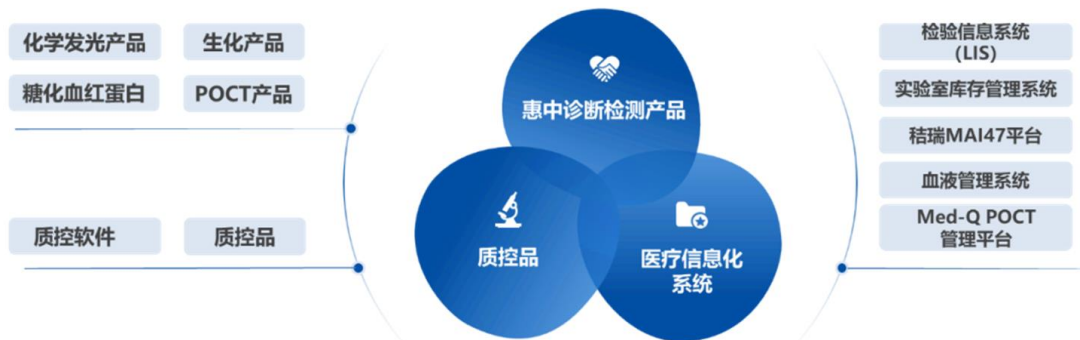 化学发光产品
生化产品
糖化血红蛋白
POCT产品
质控软件
质控品
惠中诊断检测产品
质控品
医疗信息化
系统
检验信息系统
(LIS)
实验室库存管理系统
秸瑞MAI47平台
血液管理系统
Med-Q POCT
管理平台